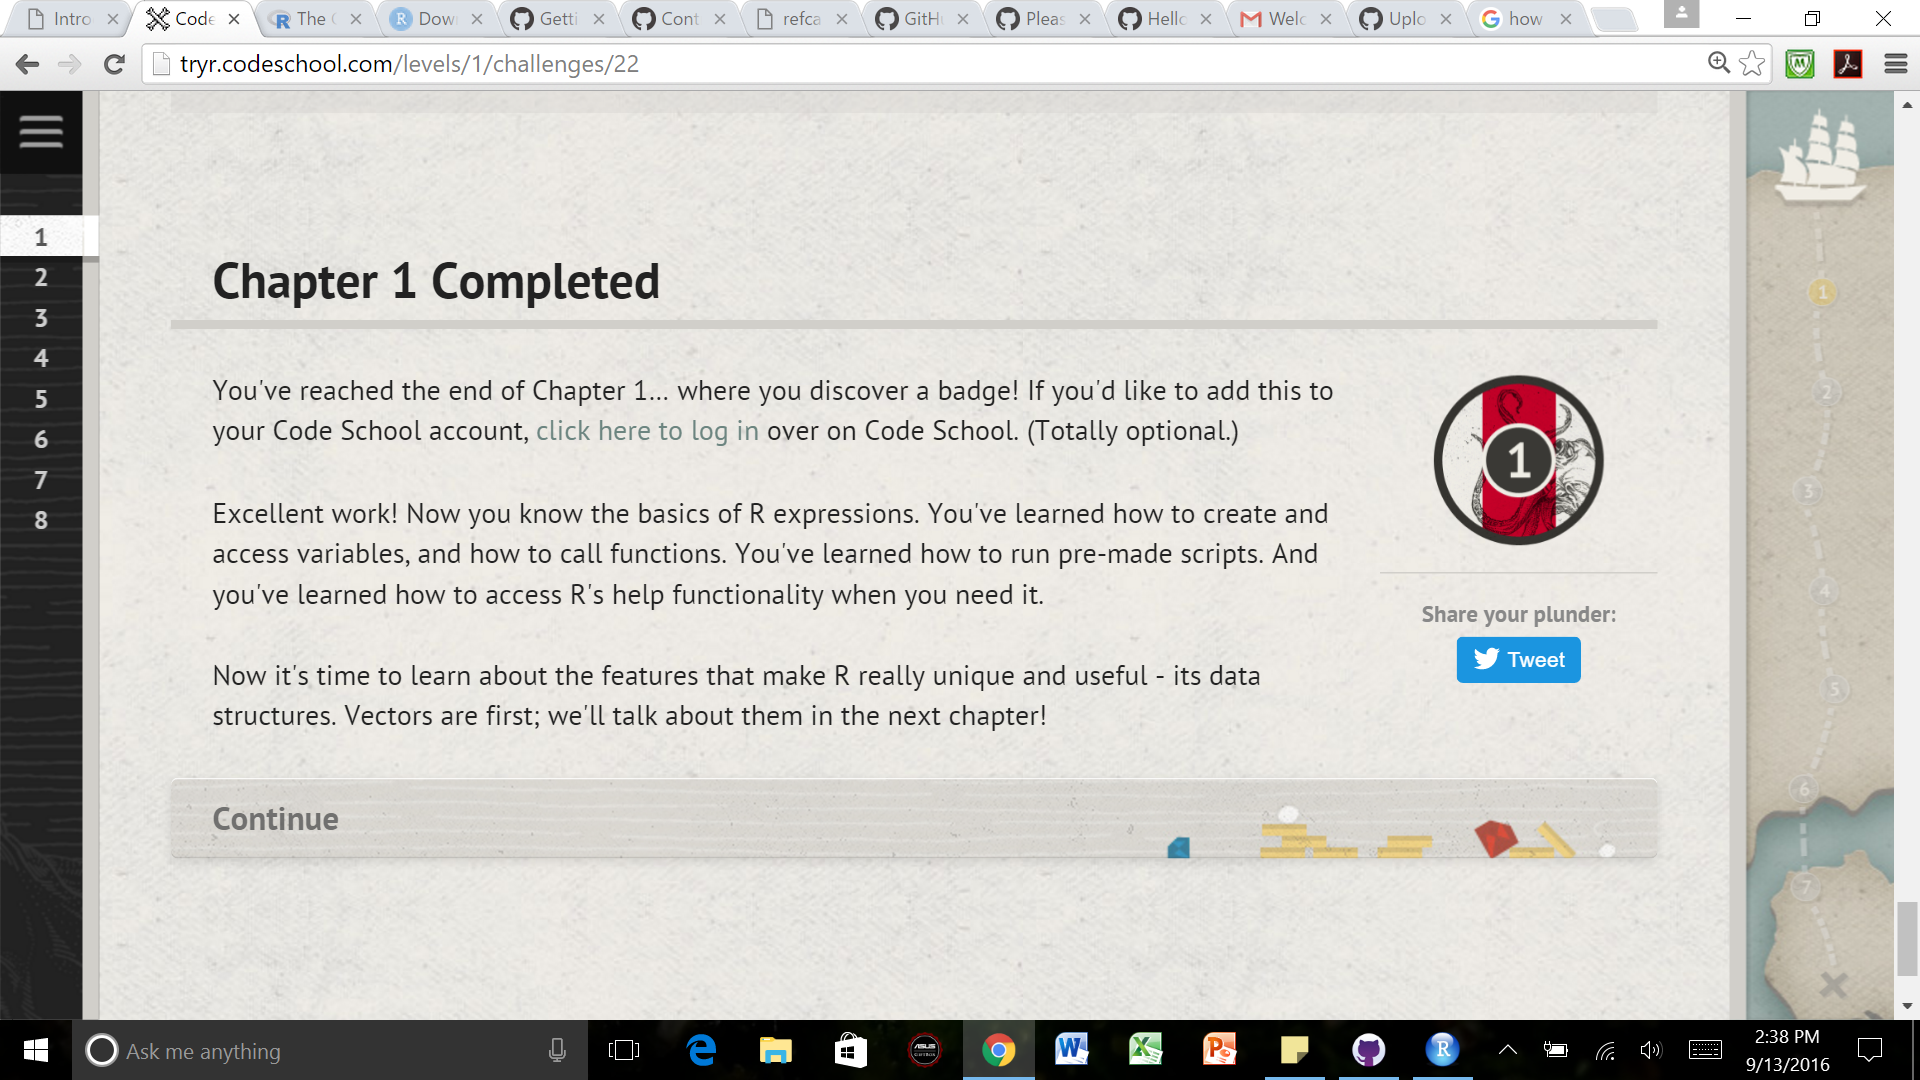 Intro
Code
The
Dow
Getti
Cont
refca
GitH
Pleas
Hello
Welc
Uplo
how
tryr.codeschool.com/levels/1/challenges/22
1
2
3
4
5
6
7
8
Chapter 1 Completed
You've reached the end of Chapter 1... where you discover a badge! If you'd like to add this to
your Code School account, click here to log in over on Code School. (Totally optional.)
Excellent work! Now you know the basics of R expressions. You've learned how to create and
access variables, and how to call functions. You've learned how to run pre-made scripts. And
you've learned how to access R's help functionality when you need it.
Now it's time to learn about the features that make R really unique and useful - its data
structures. Vectors are first; we'll talk about them in the next chapter!
1
Share your plunder:
Tweet
Continue
1
2
3
4
5
6
7
Ask me anything
2:38 PM
9/13/2016